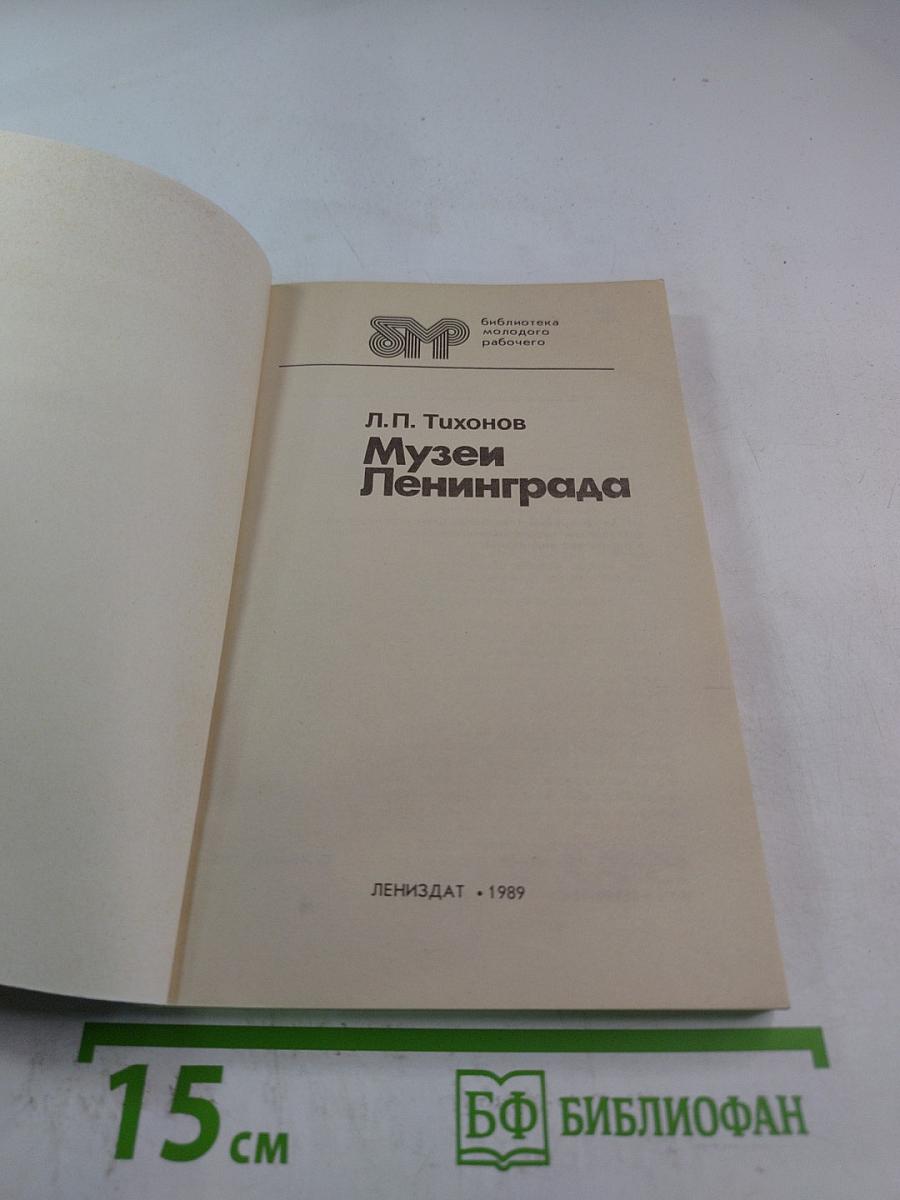 бмр
библиотека
молодого
рабочего
Л.П. Тихонов
Музеи
Ленинграда
ЛЕНИЗДАТ • 1989
15 см
БФ БИБЛИОФАН